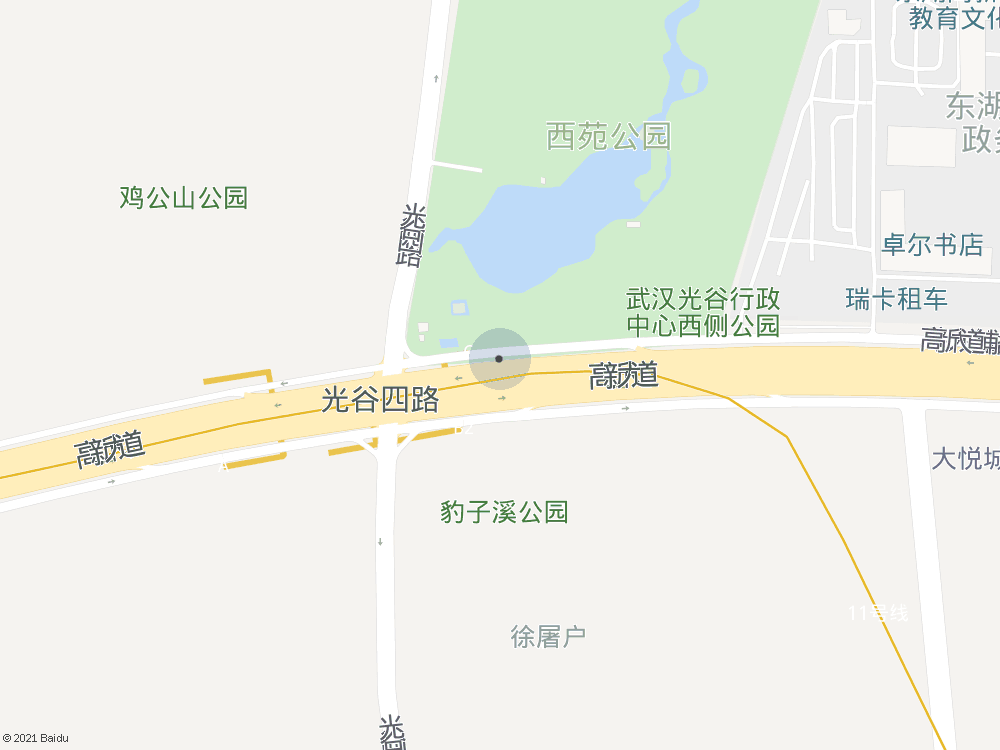 教育文化
东湖
政务
西苑公园
鸡公山公园
光谷四路
卓尔书店
武汉光谷行政
中心西侧公园
瑞卡租车
高新大道辅
高新大道
光谷四路
高新大道
B2
A
大悦城
豹子溪公园
11号线
徐屠户
© 2021 Baidu